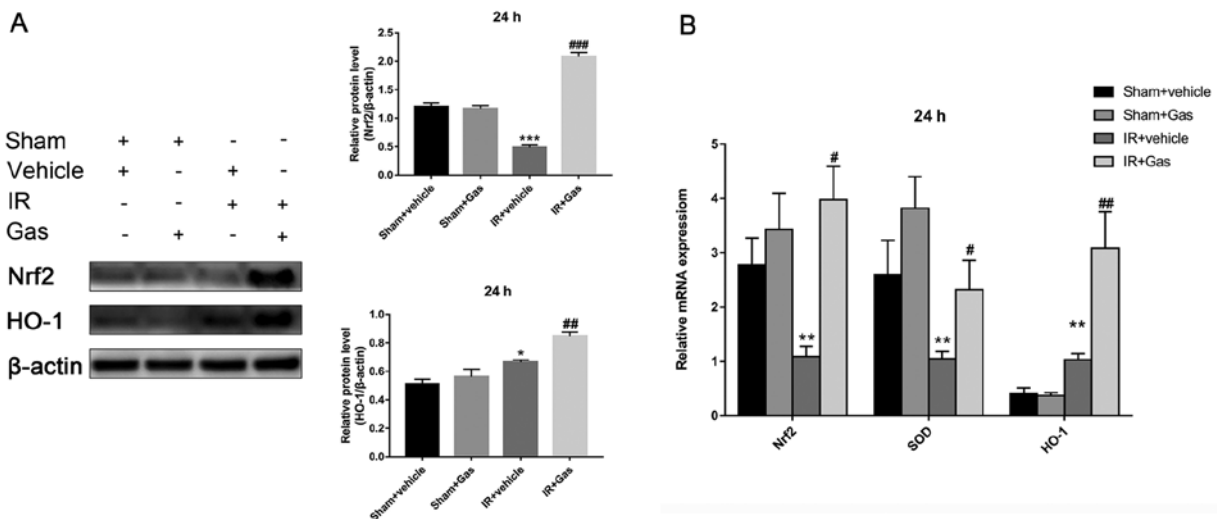 A
Sham + + - -
Vehicle + - + -
IR - - + +
Gas - + - +
Nrf2
HO-1
β-actin
24 h
Relative protein level
(Nrf2/β-actin)
2.5
2.0
1.5
1.0
0.5
0.0
***
###
Sham+vehicle
Sham+Gas
IR+vehicle
IR+Gas
24 h
Relative protein level
(HO-1/β-actin)
1.0
0.8
0.6
0.4
0.2
0.0
*
##
Sham+vehicle
Sham+Gas
IR+vehicle
IR+Gas
B
Sham+vehicle
Sham+Gas
IR+vehicle
IR+Gas
24 h
Relative mRNA expressiom
5
4
3
2
1
0
**
#
**
#
**
##
Nrf2
SOD
HO-1